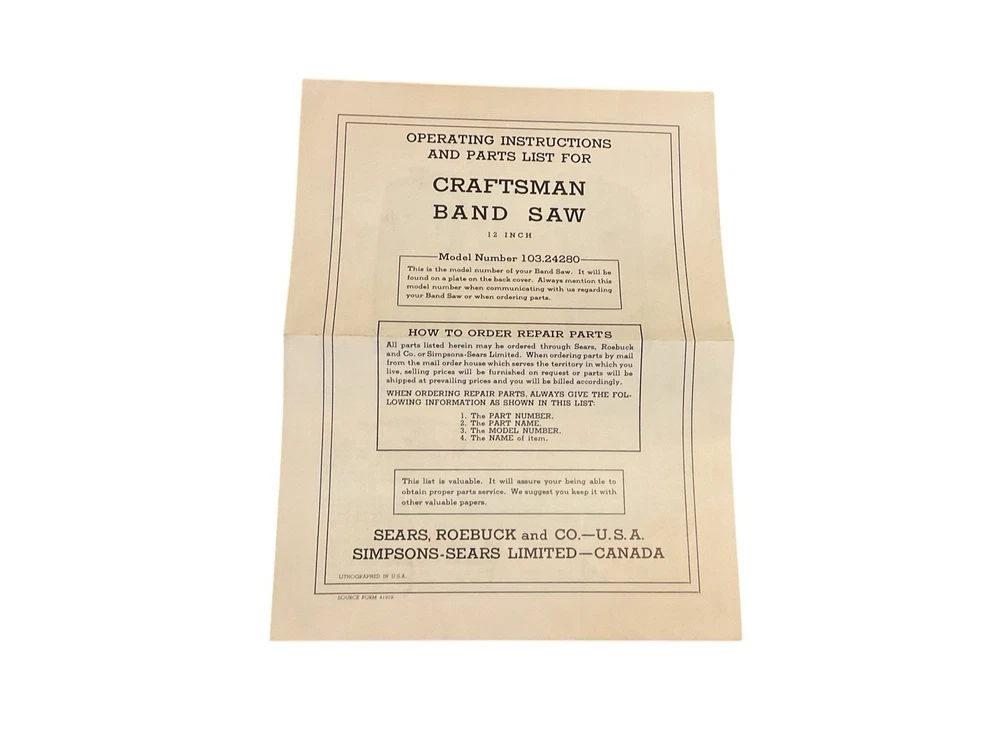 OPERATING INSTRUCTIONS
AND PARTS LIST FOR
CRAFTSMAN
BAND SAW
12 INCH
Model Number 103.24280
This is the model number of your Band Saw. It will be
found on a plate on the back cover. Always mention this
model number when communicating with us regarding
your Band Saw or when ordering parts.
HOW TO ORDER REPAIR PARTS
All parts listed herein may be ordered through Sears, Roebuck
and Co. or Simpsons-Sears Limited. When ordering parts by mail
from the mail order house which serves the territory in which you
live, selling prices will be furnished on request or parts will be
shipped at prevailing prices and you will be billed accordingly.
WHEN ORDERING REPAIR PARTS, ALWAYS GIVE THE FOL-
LOWING INFORMATION AS SHOWN IN THIS LIST:
1. The PART NUMBER.
2. The PART NAME.
3. The MODEL NUMBER.
4. The NAME of item.
This list is valuable. It will assure your being able to
obtain proper parts service. We suggest you keep it with
other valuable papers.
SEARS, ROEBUCK and CO.—U.S.A.
SIMPSONS-SEARS LIMITED—CANADA
LITHOGRAPHED IN U.S.A.
SOURCE FORM